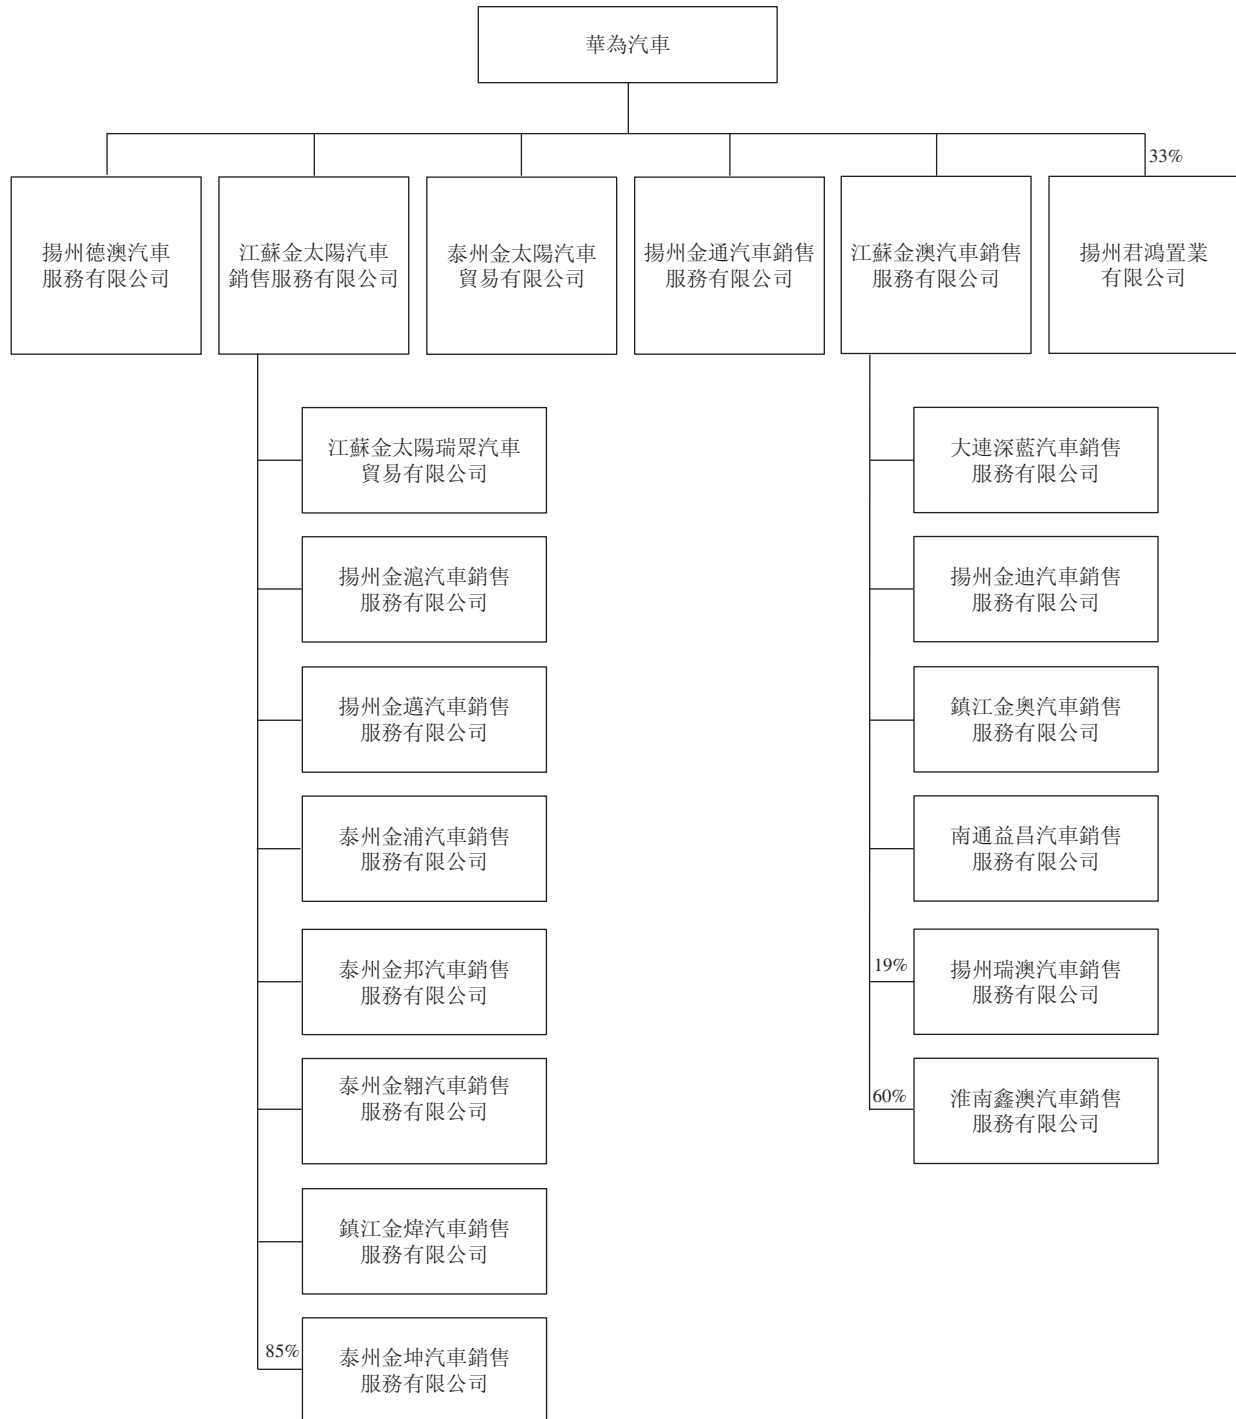 華為汽車
33%
揚州德澳汽車
服務有限公司
江蘇金太陽汽車
銷售服務有限公司
泰州金太陽汽車
貿易有限公司
揚州金通汽車銷售
服務有限公司
江蘇金澳汽車銷售
服務有限公司
揚州君鴻置業
有限公司
江蘇金太陽瑞眾汽車
貿易有限公司
揚州金滬汽車銷售
服務有限公司
揚州金邁汽車銷售
服務有限公司
泰州金浦汽車銷售
服務有限公司
泰州金邦汽車銷售
服務有限公司
泰州金翱汽車銷售
服務有限公司
鎮江金煒汽車銷售
服務有限公司
85%
泰州金坤汽車銷售
服務有限公司
大連深藍汽車銷售
服務有限公司
揚州金迪汽車銷售
服務有限公司
鎮江金奧汽車銷售
服務有限公司
南通益昌汽車銷售
服務有限公司
19%
揚州瑞澳汽車銷售
服務有限公司
60%
淮南鑫澳汽車銷售
服務有限公司